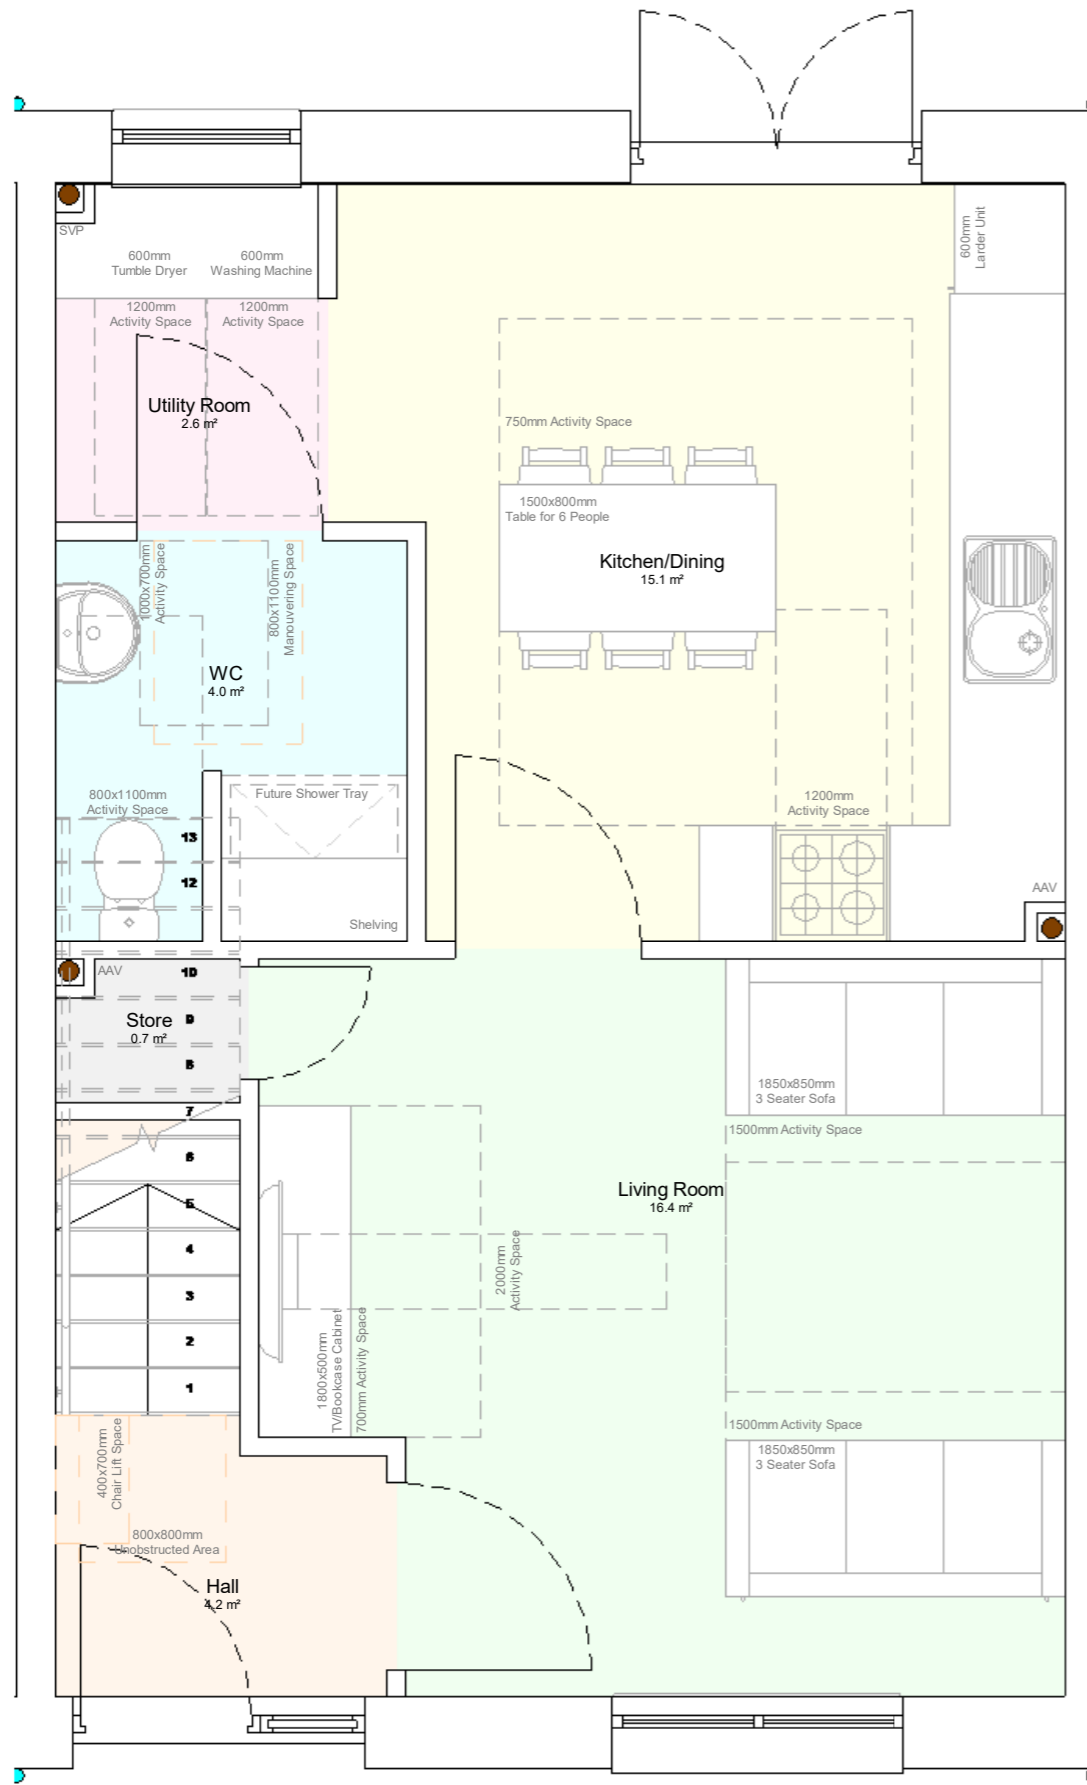 SVP
600mm
Tumble Dryer
600mm
Washing Machine
600mm
Larder Unit
1200mm
Activity Space
1200mm
Activity Space
Utility Room
2.6 m²
750mm Activity Space
1500x800mm
Table for 6 People
Kitchen/Dining
15.1 m²
1000x700mm
Activity Space
800x1100mm
Manouvering Space
WC
4.0 m²
800x1100mm
Activity Space
Future Shower Tray
1200mm
Activity Space
13
12
Shelving
AAV
AAV
10
Store
0.7 m²
9
8
7
6
5
4
3
2
1
1850x850mm
3 Seater Sofa
1500mm Activity Space
Living Room
16.4 m²
2000mm
Activity Space
1800x500mm
TV/Bookcase Cabinet
700mm Activity Space
1500mm Activity Space
1850x850mm
3 Seater Sofa
400x700mm
Chair Lift Space
800x800mm
Unobstructed Area
Hall
4.2 m²